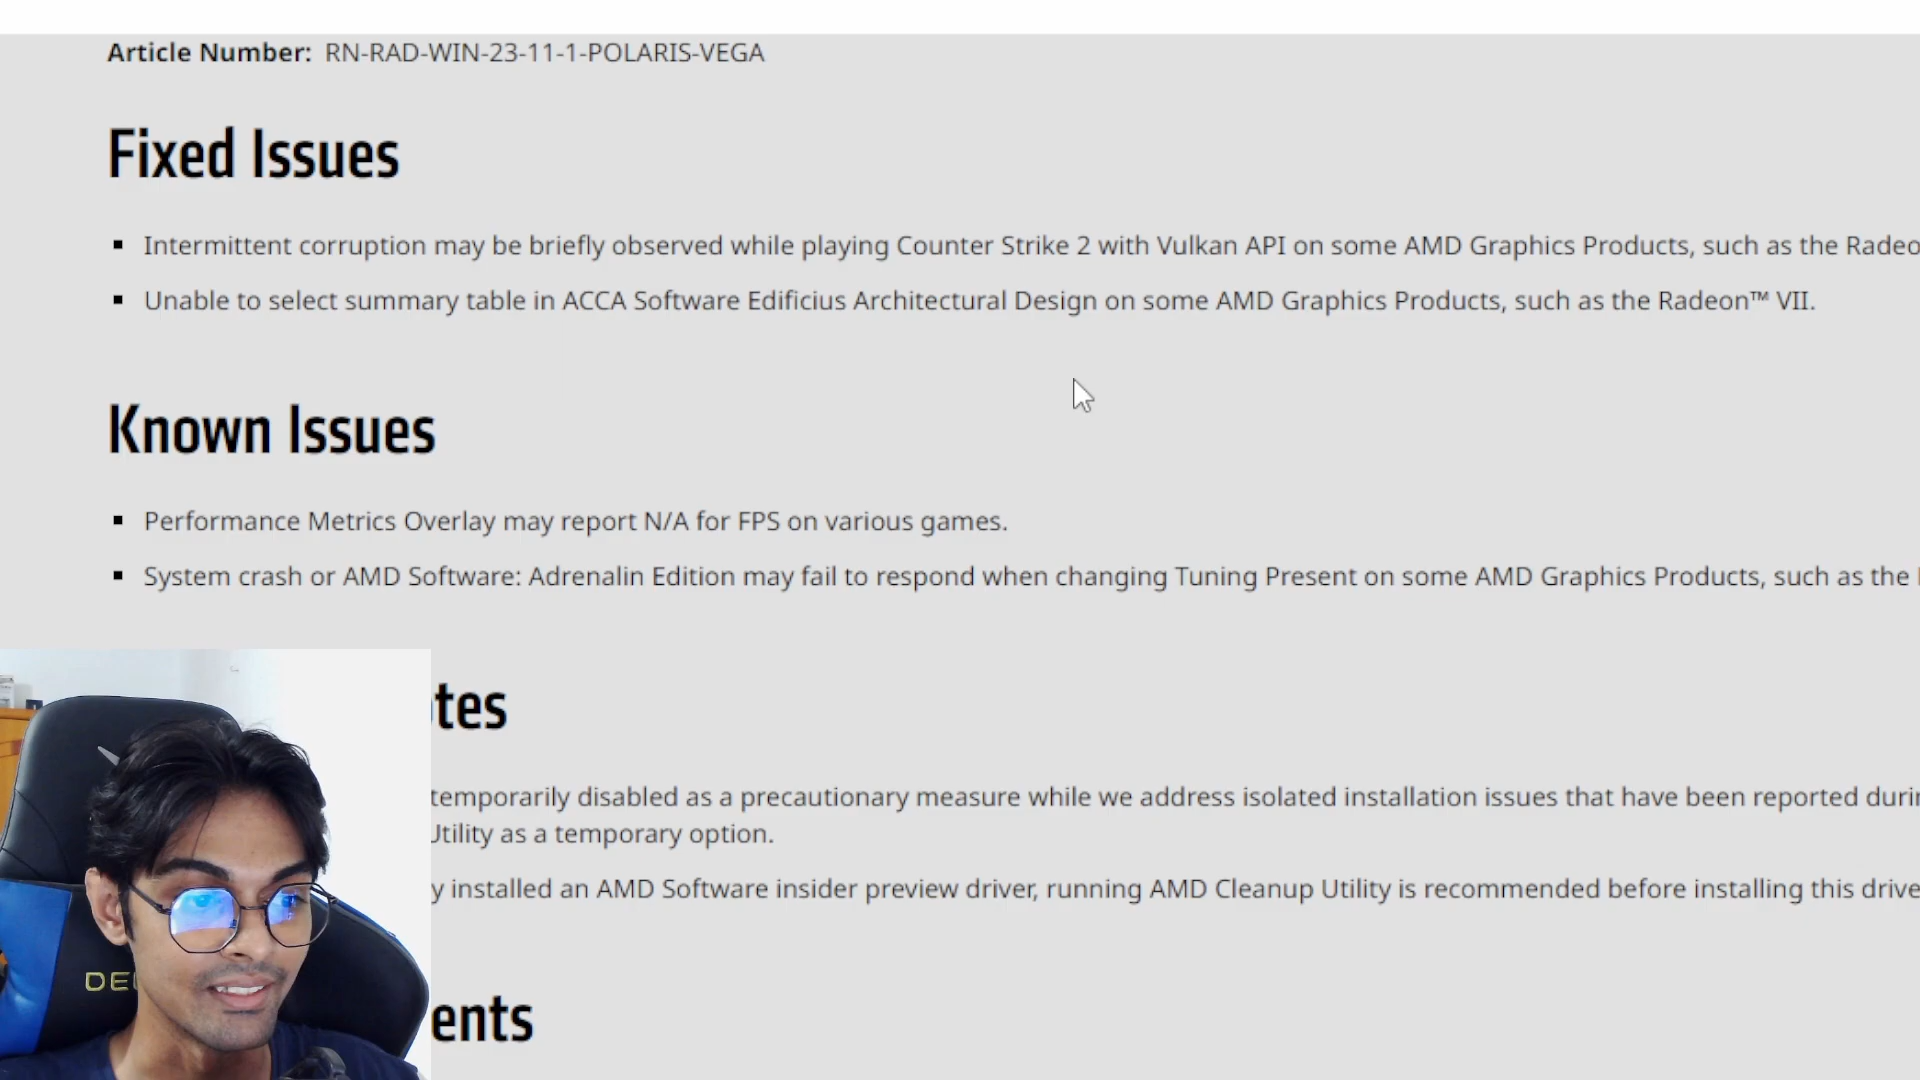 Article Number: RN-RAD-WIN-23-11-1-POLARIS-VEGA
Fixed Issues
▪ Intermittent corruption may be briefly observed while playing Counter Strike 2 with Vulkan API on some AMD Graphics Products, such as the Radeo
▪ Unable to select summary table in ACCA Software Edificius Architectural Design on some AMD Graphics Products, such as the Radeon™ VII.
Known Issues
▪ Performance Metrics Overlay may report N/A for FPS on various games.
▪ System crash or AMD Software: Adrenalin Edition may fail to respond when changing Tuning Present on some AMD Graphics Products, such as the
tes
temporarily disabled as a precautionary measure while we address isolated installation issues that have been reported durin
Utility as a temporary option.
y installed an AMD Software insider preview driver, running AMD Cleanup Utility is recommended before installing this drive
ents
DE